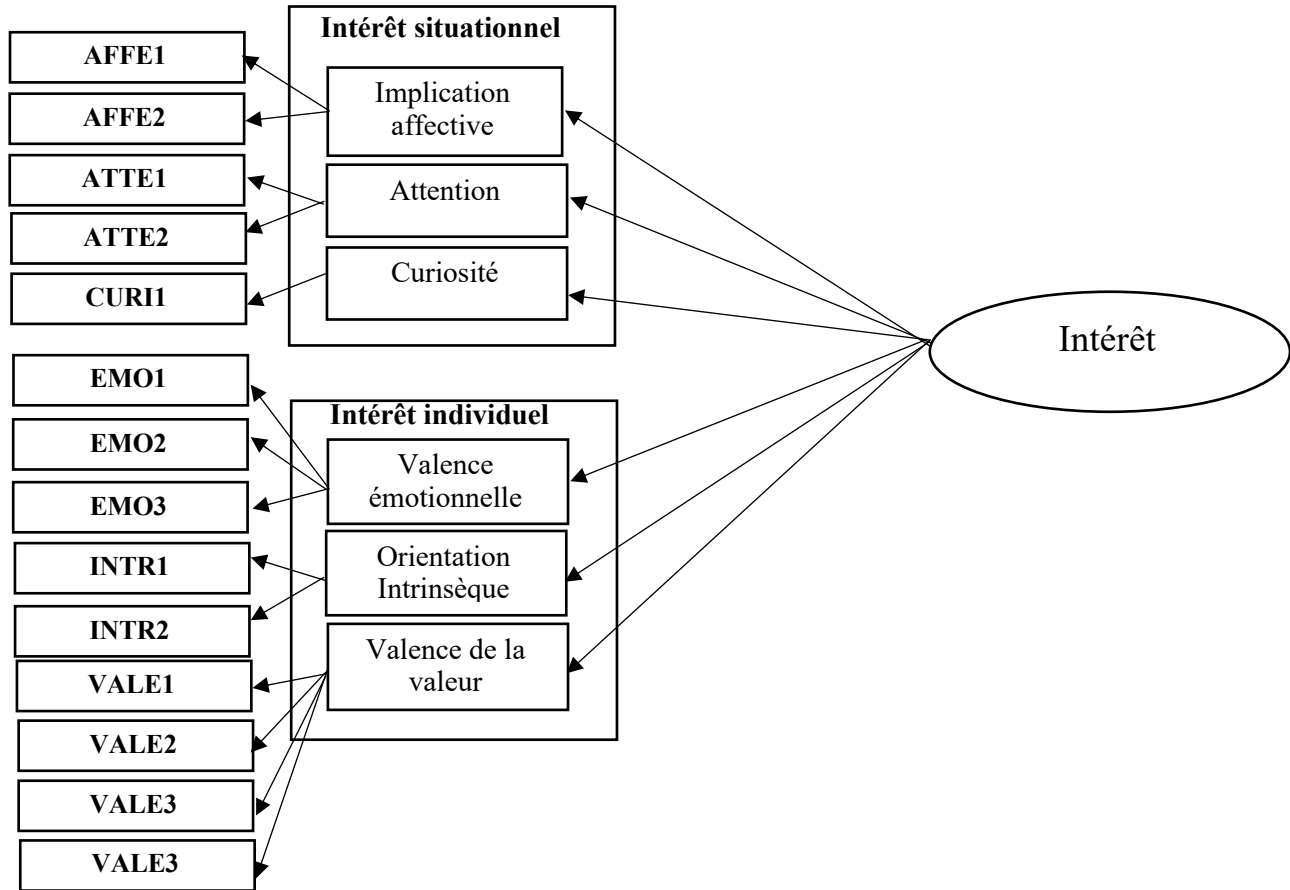 AFFE1
AFFE2
ATTE1
ATTE2
CURI1
EMO1
EMO2
EMO3
INTR1
INTR2
VALE1
VALE2
VALE3
VALE3
Intérêt situationnel
Implication
affective
Attention
Curiosité
Intérêt individuel
Valence
émotionnelle
Orientation
Intrinsèque
Valence de la
valeur
Intérêt